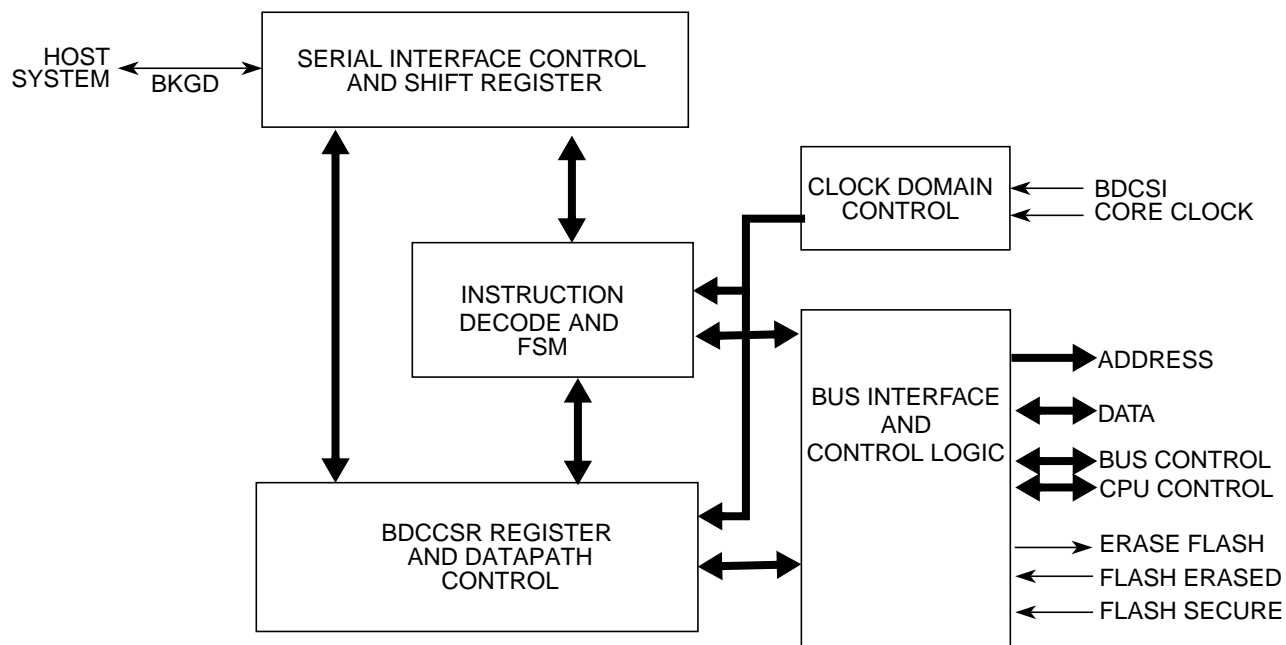 HOST
SYSTEM
BKGD
SERIAL INTERFACE CONTROL
AND SHIFT REGISTER
CLOCK DOMAIN
CONTROL
BDCSI
CORE CLOCK
INSTRUCTION
DECODE AND
FSM
BUS INTERFACE
AND
CONTROL LOGIC
ADDRESS
DATA
BUS CONTROL
CPU CONTROL
ERASE FLASH
FLASH ERASED
FLASH SECURE
BDCCSR REGISTER
AND DATAPATH
CONTROL